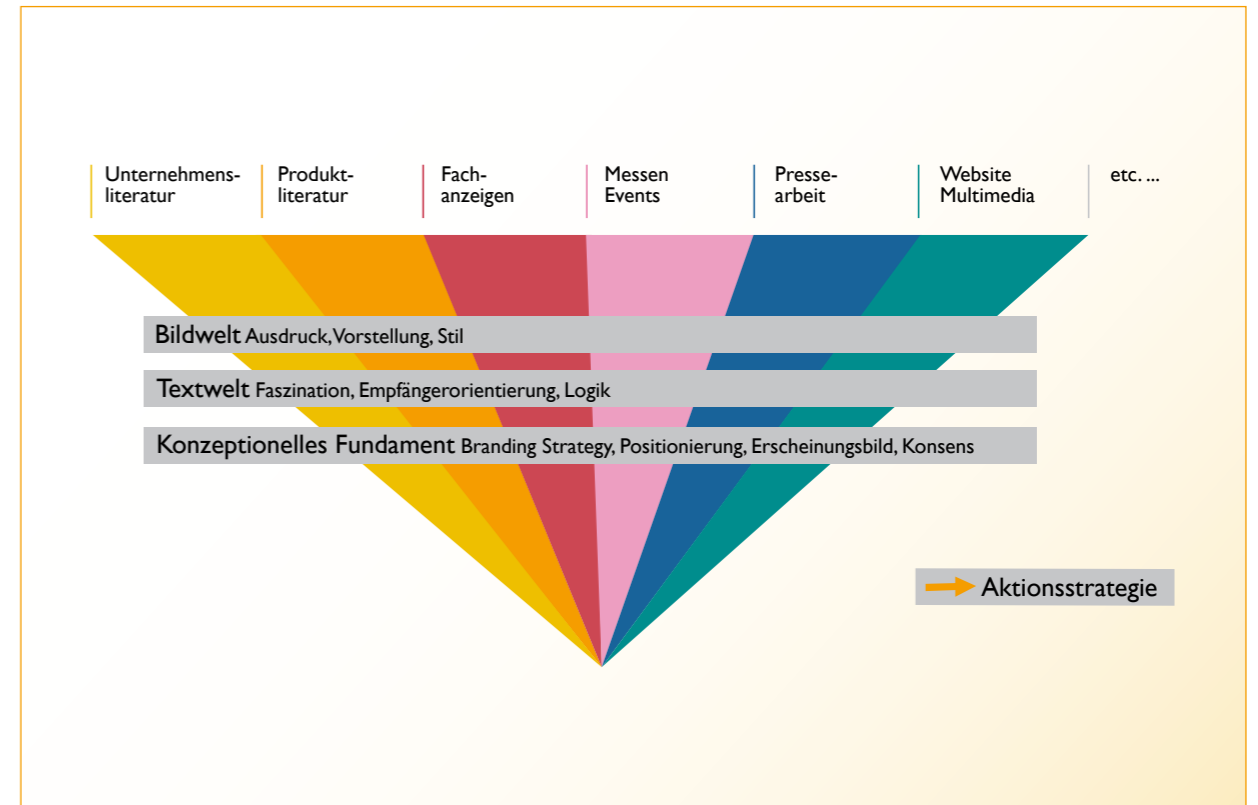 Unternehmens-
literatur
Produkt-
literatur
Fach-
anzeigen
Messen
Events
Presse-
arbeit
Website
Multimedia
etc. ...
Bildwelt Ausdruck, Vorstellung, Stil
Textwelt Faszination, Empfängerorientierung, Logik
Konzeptionelles Fundament Branding Strategy, Positionierung, Erscheinungsbild, Konsens
Aktionsstrategie